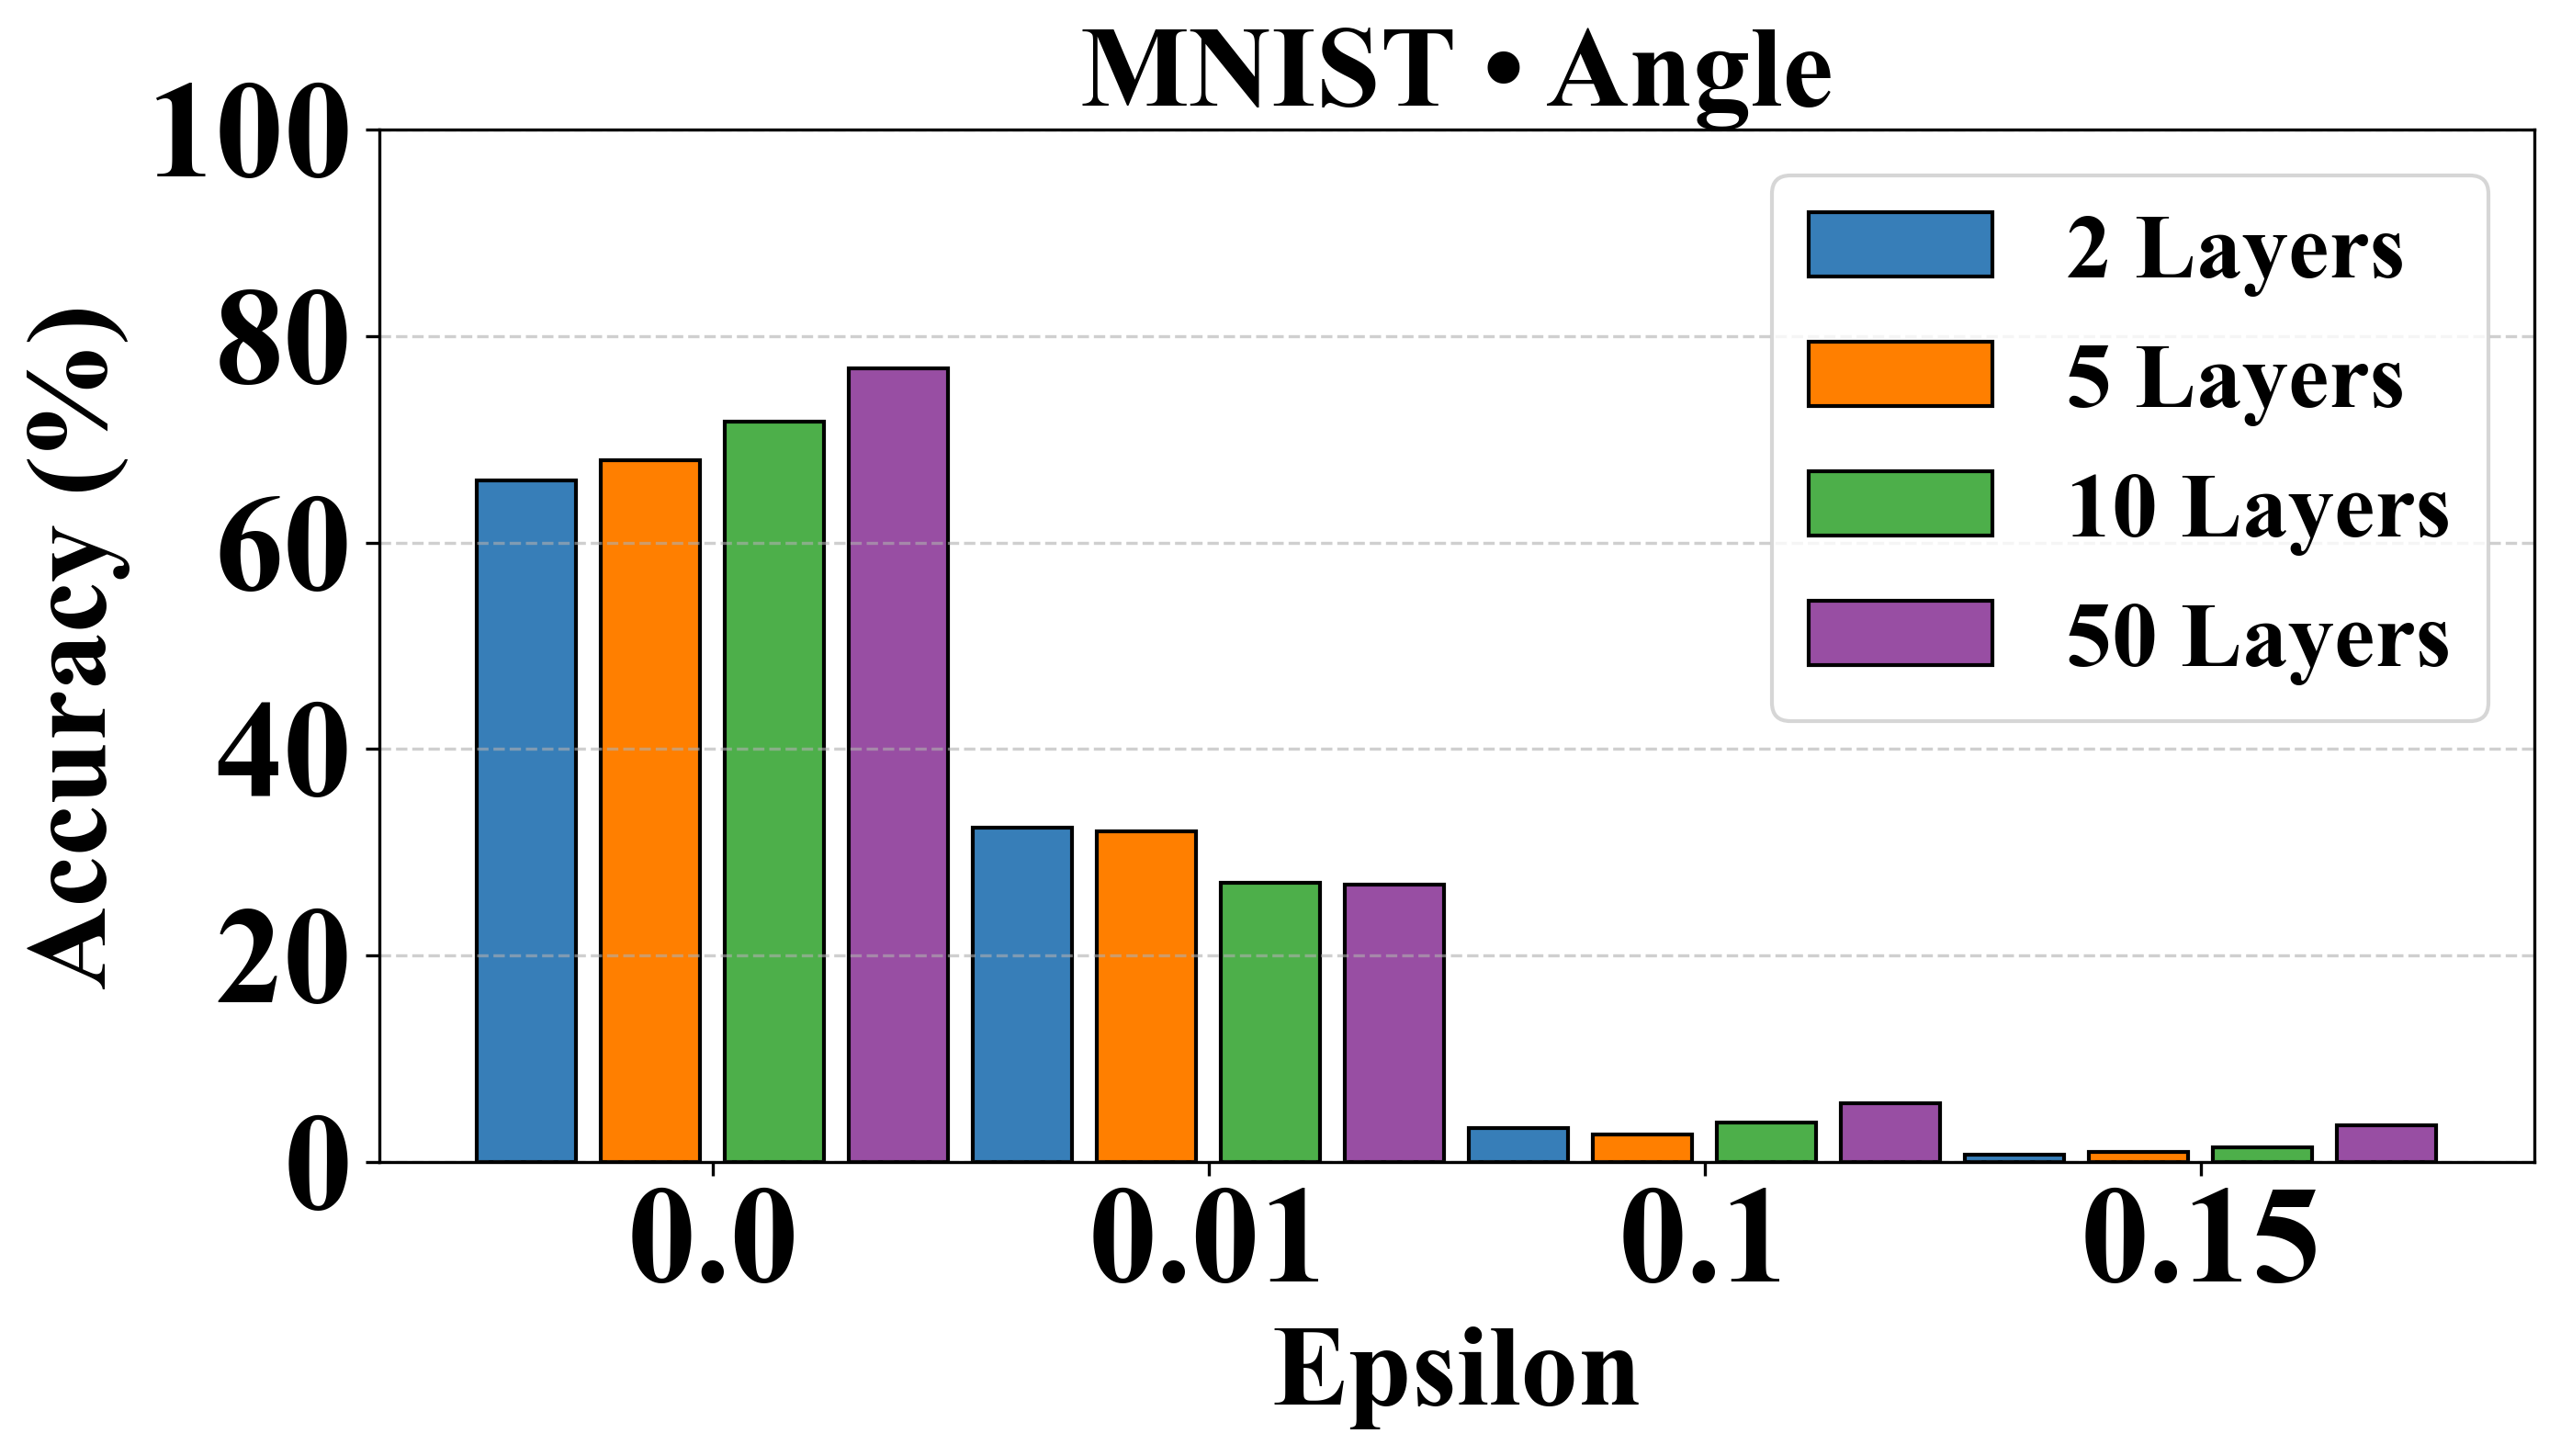 MNIST • Angle
Accuracy (%)
100
80
60
40
20
0
2 Layers
5 Layers
10 Layers
50 Layers
0.0 0.01 0.1 0.15
Epsilon